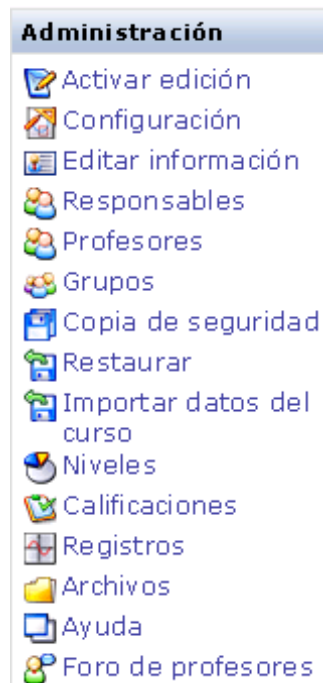 Administración
Activar edición
Configuración
Editar información
Responsables
Profesores
Grupos
Copia de seguridad
Restaurar
Importar datos del
curso
Niveles
Calificaciones
Registros
Archivos
Ayuda
Foro de profesores